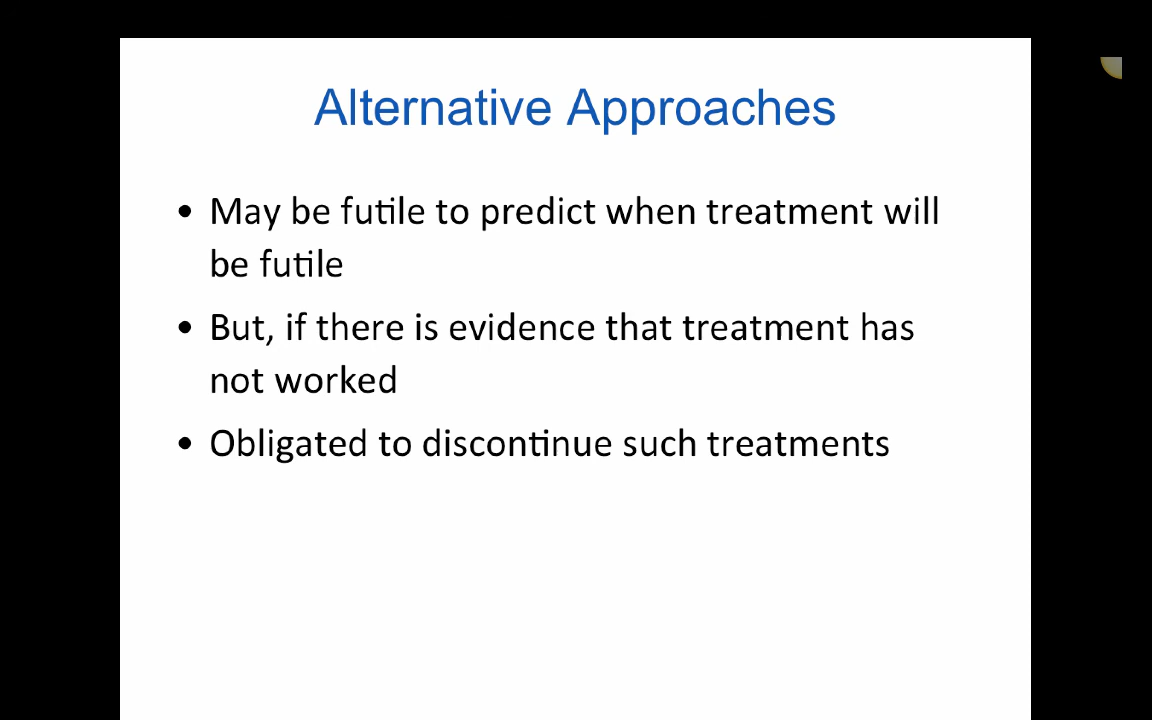 Alternative Approaches
• May be futile to predict when treatment will
be futile
• But, if there is evidence that treatment has
not worked
• Obligated to discontinue such treatments